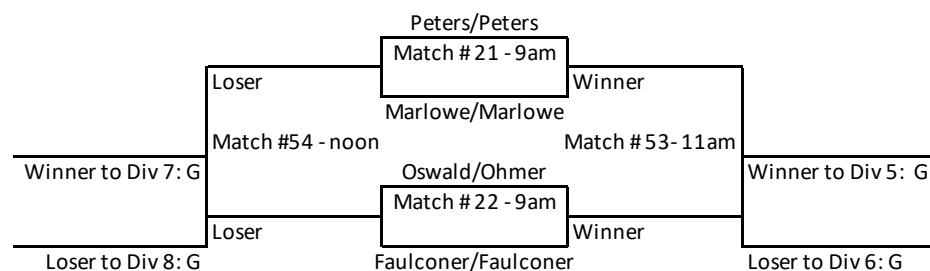 Peters/Peters
Match #21 - 9am
Loser
Winner
Marlowe/Marlowe
Match #54 - noon
Match #53- 11am
Winner to Div 7: G
Oswald/Ohmer
Winner to Div 5: G
Match #22 - 9am
Loser
Winner
Loser to Div 8: G
Faulconer/Faulconer
Loser to Div 6: G